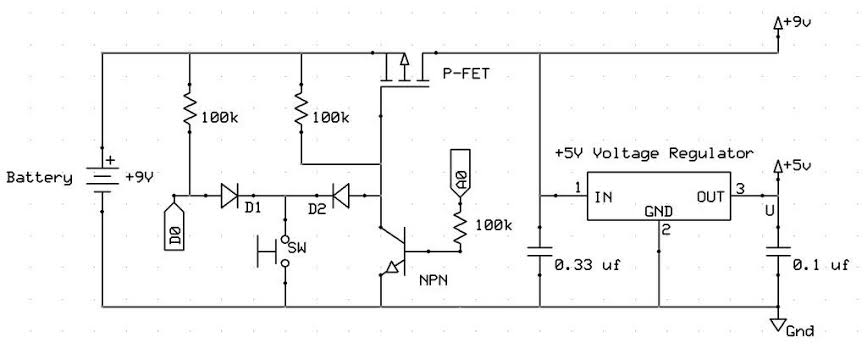 +9v
P-FET
100k
100k
+5V Voltage Regulator
+5v
Battery
+
+9V
A0
1
IN
OUT
3
GND
2
U
D0
D1
D2
100k
SW
NPN
0.33 uf
0.1 uf
Gnd